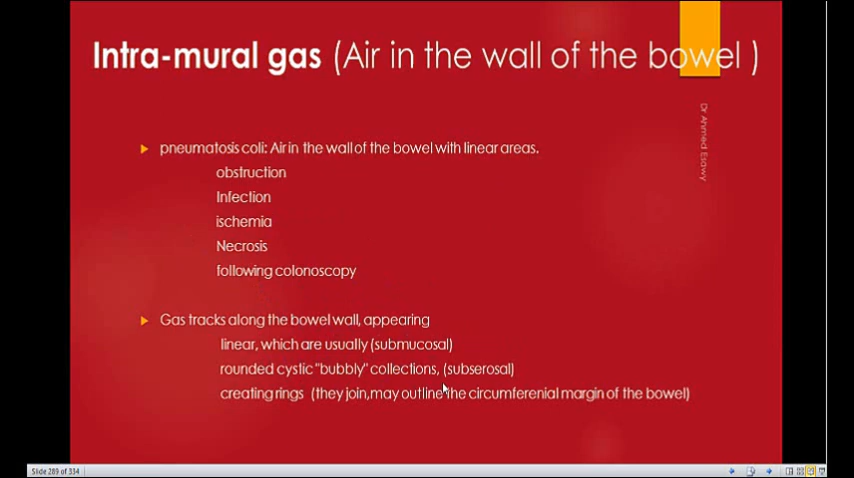 Intra-mural gas (Air in the wall of the bowel )
Dr Ahmed Esawy
pneumatosis coli: Air in the wall of the bowel with linear areas.
obstruction
Infection
ischemia
Necrosis
following colonoscopy
Gas tracks along the bowel wall, appearing
linear, which are usually (submucosal)
rounded cystic "bubbly" collections, (subserosal)
creating rings (they join,may outline the circumferenial margin of the bowel)
Slide 289 of 334